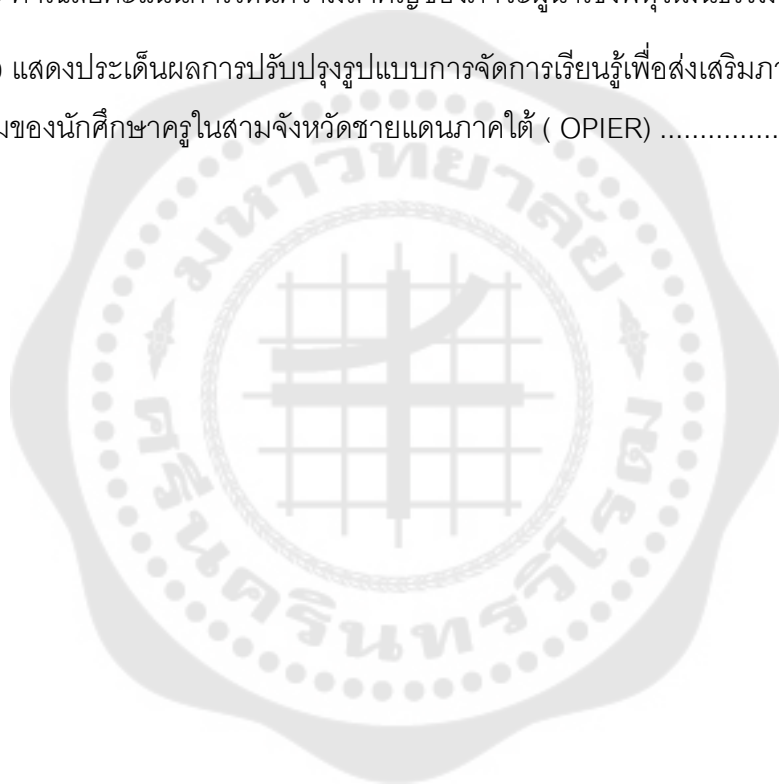 แสดงประเด็นผลการปรับปรุงรูปแบบการจัดการเรียนรู้เพื่อส่งเสริมภา
ของนักศึกษาครูในสามจังหวัดชายแดนภาคใต้ ( OPIER) ...............
มหาวิทยาลัย
ศรีนครินทรวิโรฒ